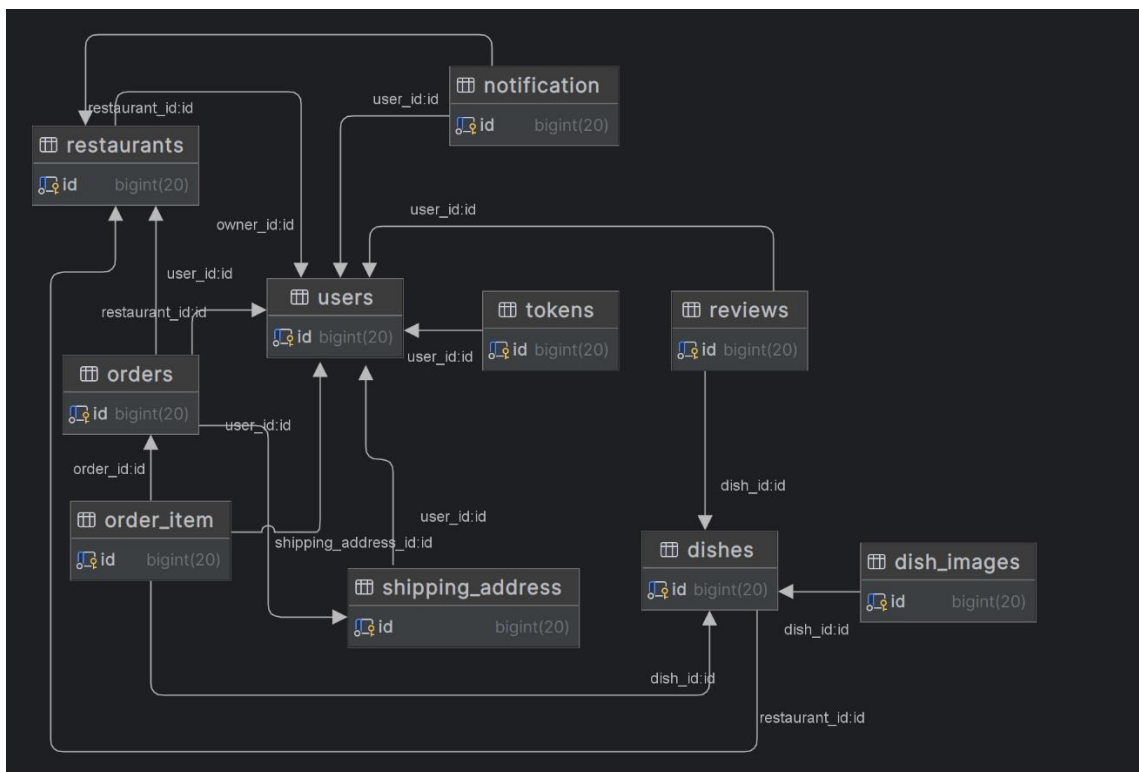 notification
id bigint(20)
user_id:id
restaurant_id:id
restaurants
id bigint(20)
user_id:id
owner_id:id
user_id:id
users
id bigint(20)
tokens
id bigint(20)
reviews
id bigint(20)
restaurant_id:id
user_id:id
orders
id bigint(20)
user_id:id
order_id:id
dish_id:id
order_item
id bigint(20)
user_id:id
shipping_address_id:id
dishes
id bigint(20)
dish_images
id bigint(20)
shipping_address
id bigint(20)
dish_id:id
dish_id:id
restaurant_id:id